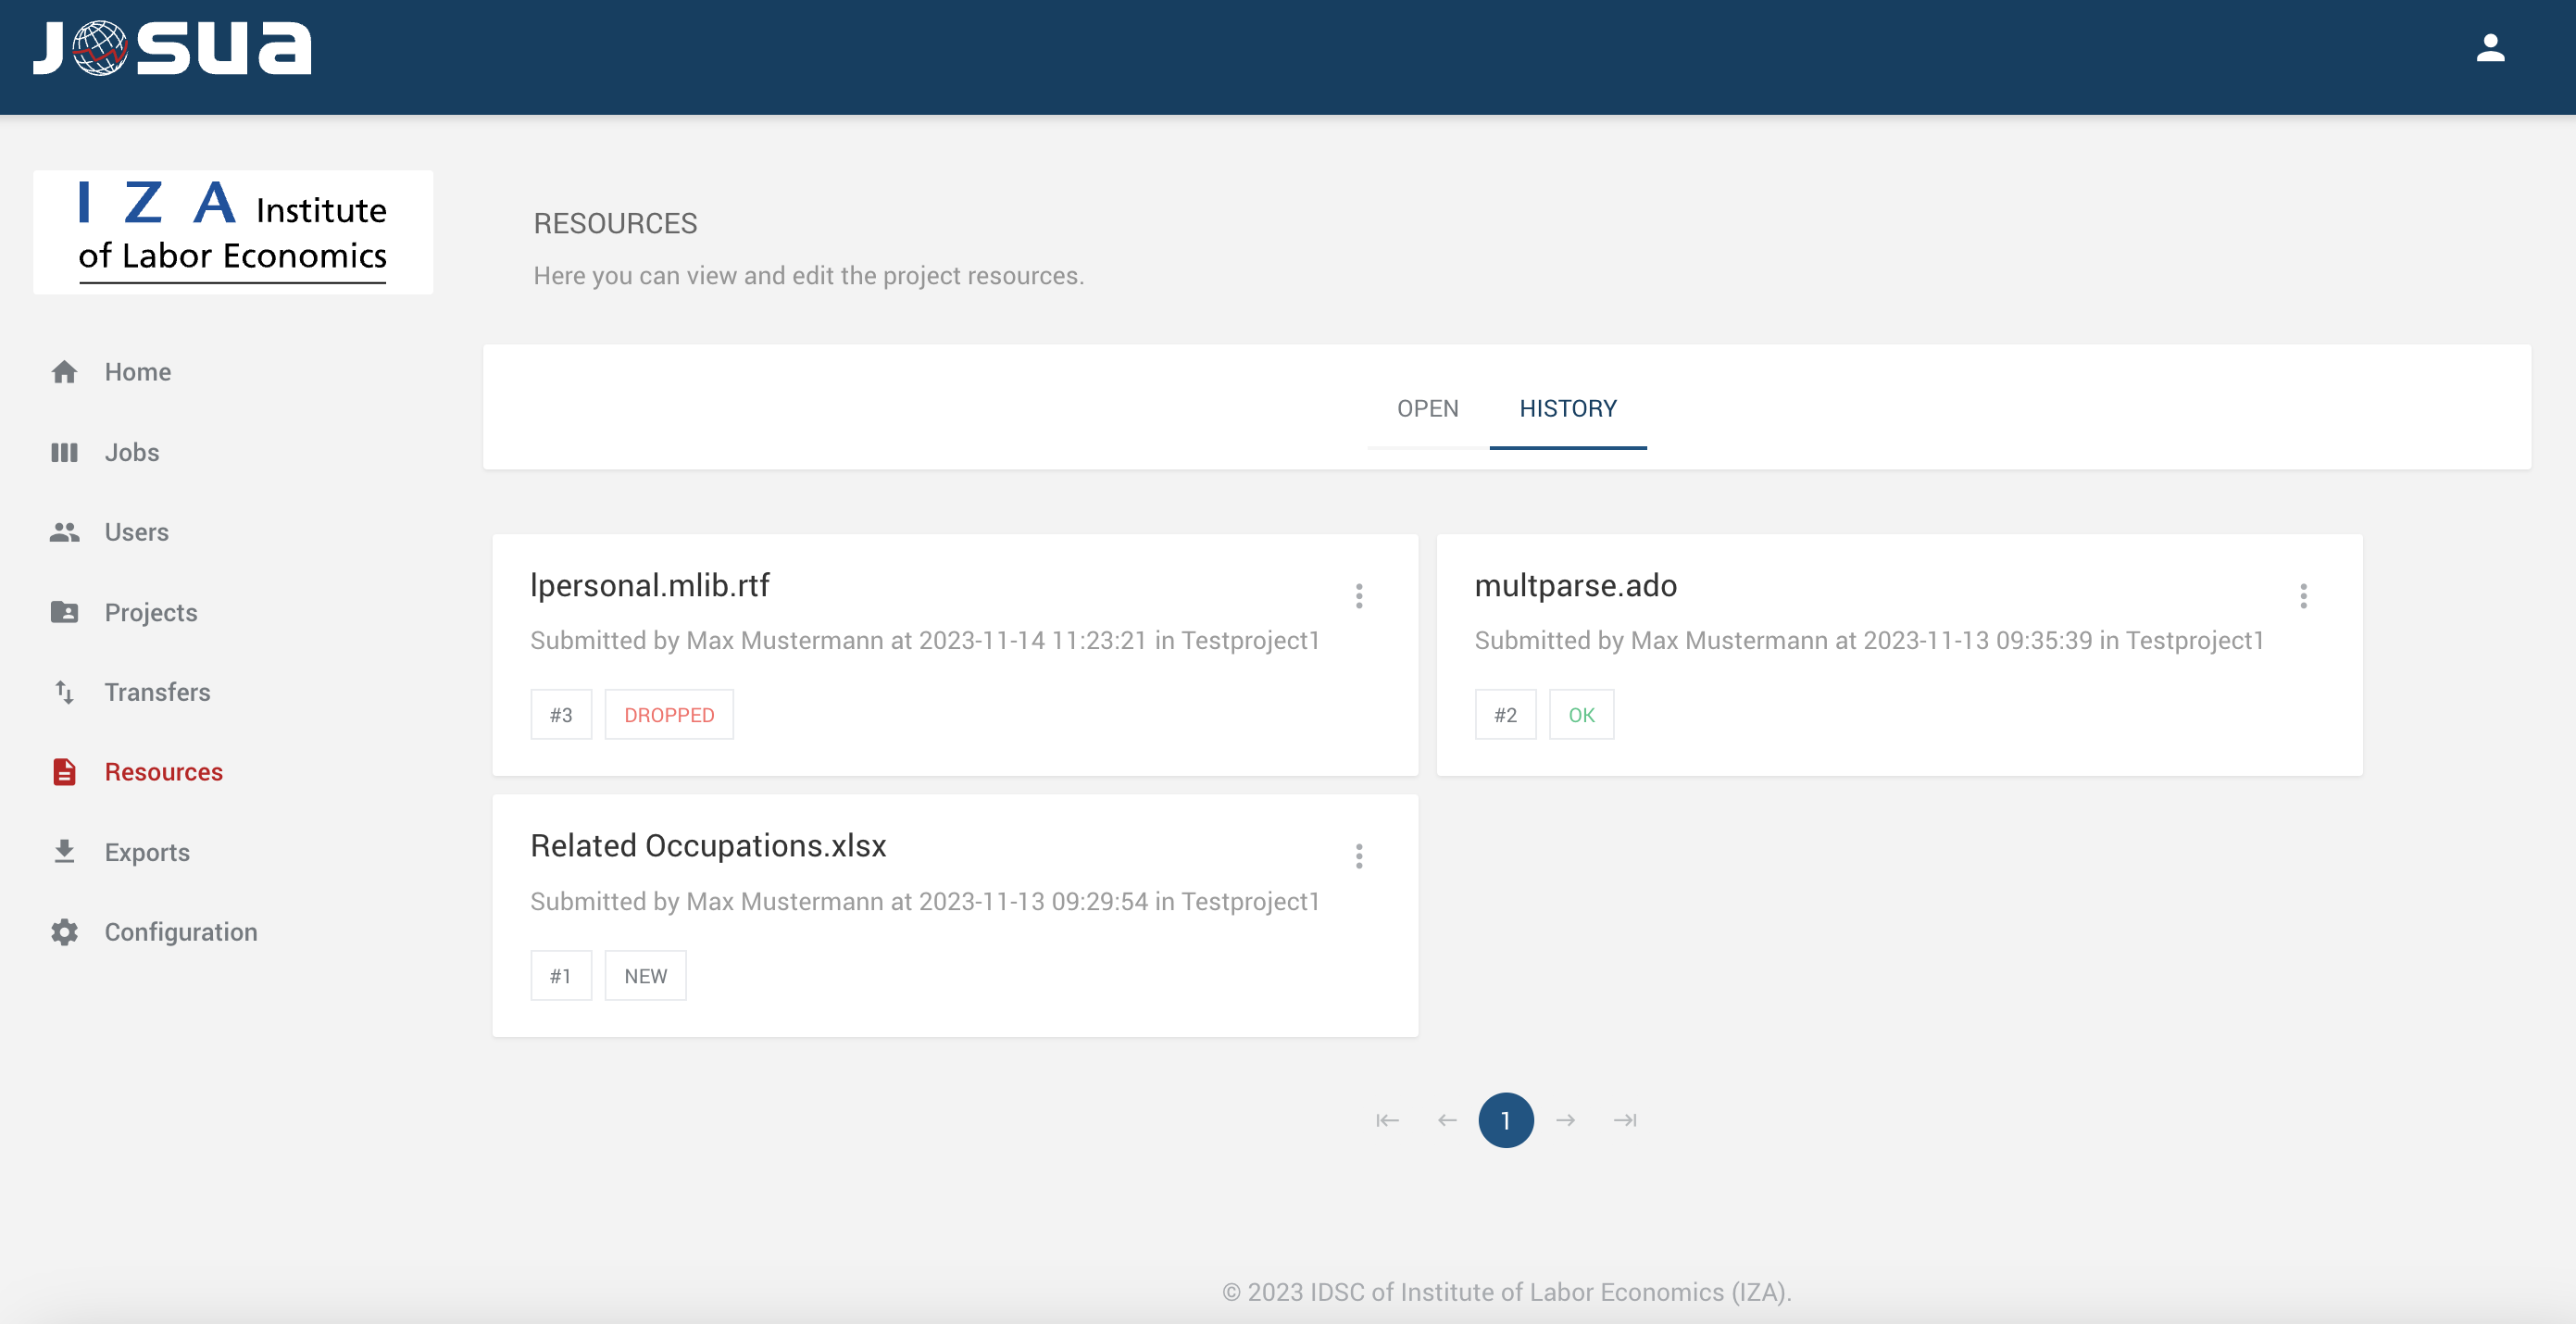 JOSUA
IZA Institute
of Labor Economics
Home
Jobs
Users
Projects
Transfers
Resources
Exports
Configuration
RESOURCES
Here you can view and edit the project resources.
OPEN HISTORY
lpersonal.mlib.rtf
Submitted by Max Mustermann at 2023-11-14 11:23:21 in Testproject1
#3 DROPPED
multparse.ado
Submitted by Max Mustermann at 2023-11-13 09:35:39 in Testproject1
#2 OK
Related Occupations.xlsx
Submitted by Max Mustermann at 2023-11-13 09:29:54 in Testproject1
#1 NEW
1
© 2023 IDSC of Institute of Labor Economics (IZA).